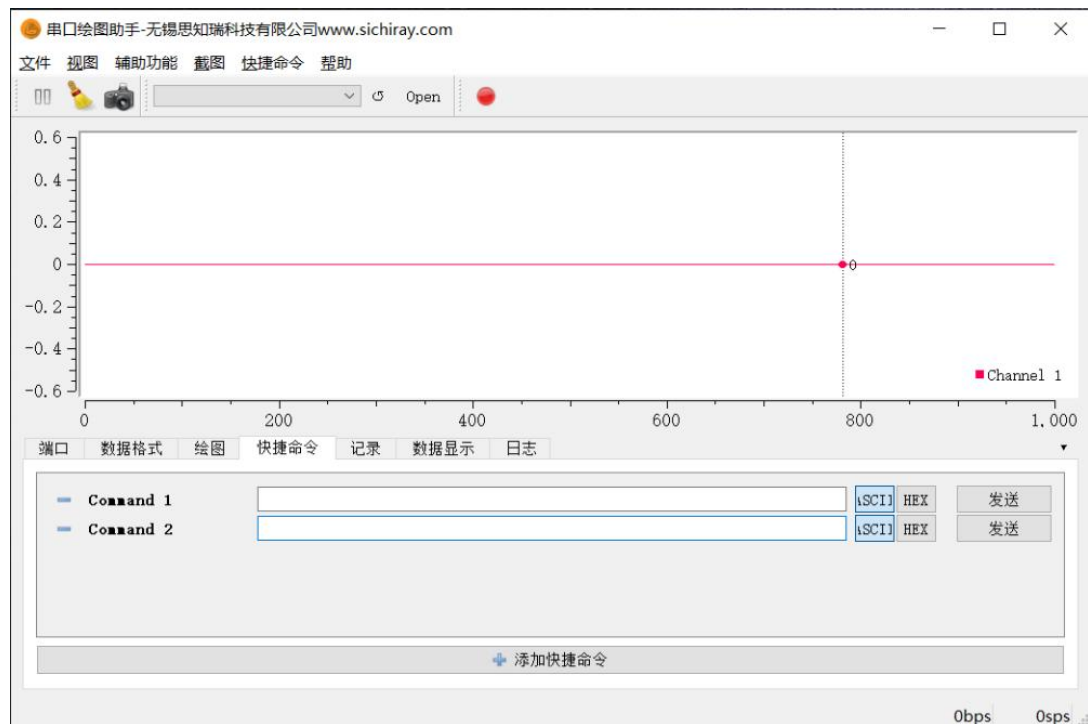 串口绘图助手-无锡思知瑞科技有限公司www.sichiray.com
文件 视图 辅助功能 截图 快捷命令 帮助
Open
0.6
0.4
0.2
0
0
-0.2
-0.4
Channel 1
-0.6
0 200 400 600 800 1.000
端口 数据格式 绘图 快捷命令 记录 数据显示 日志
Command 1 ASCII HEX 发送
Command 2 ASCII HEX 发送
添加快捷命令
0bps 0sps